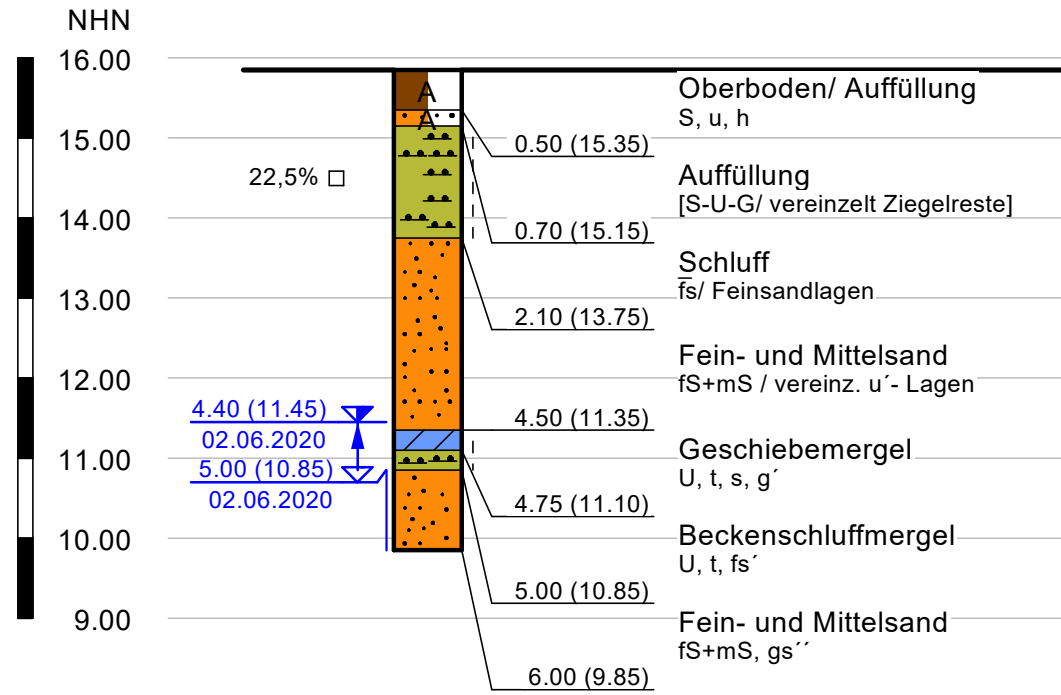 NHN
16.00
15.00
14.00
13.00
12.00
11.00
10.00
9.00
22,5%
4.40 (11.45)
02.06.2020
5.00 (10.85)
02.06.2020
A
A
0.50 (15.35)
0.70 (15.15)
2.10 (13.75)
4.50 (11.35)
4.75 (11.10)
5.00 (10.85)
6.00 (9.85)
Oberboden/ Auffüllung
S, u, h
Auffüllung
[S-U-G/ vereinzelt Ziegelreste]
Schluff
f̅s̅/ Feinsandlagen
Fein- und Mittelsand
fS+mS / vereinz. u´- Lagen
Geschiebemergel
U, t, s, g´
Beckenschluffmergel
U, t, fs´
Fein- und Mittelsand
fS+mS, gs´´